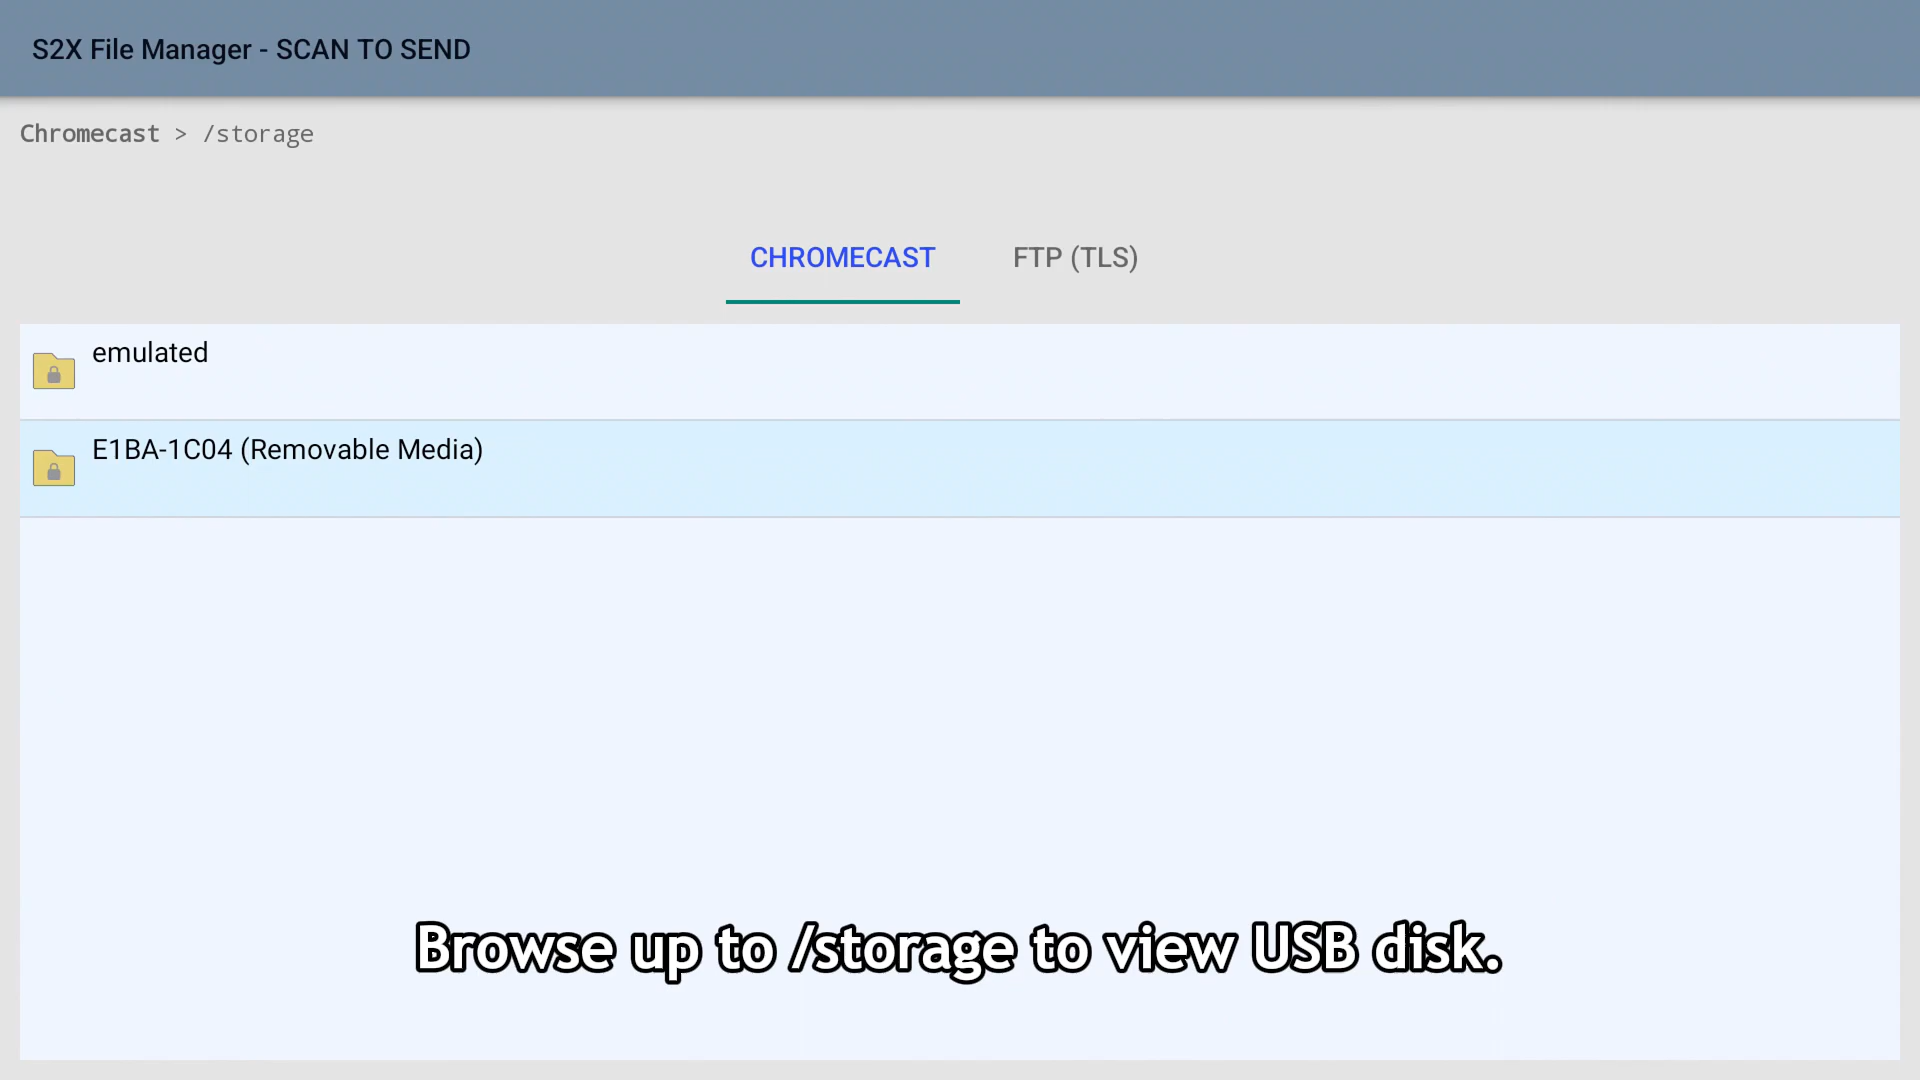 S2X File Manager - SCAN TO SEND
Chromecast > /storage
CHROMECAST
FTP (TLS)
emulated
E1BA-1C04 (Removable Media)
Browse up to /storage to view USB disk.